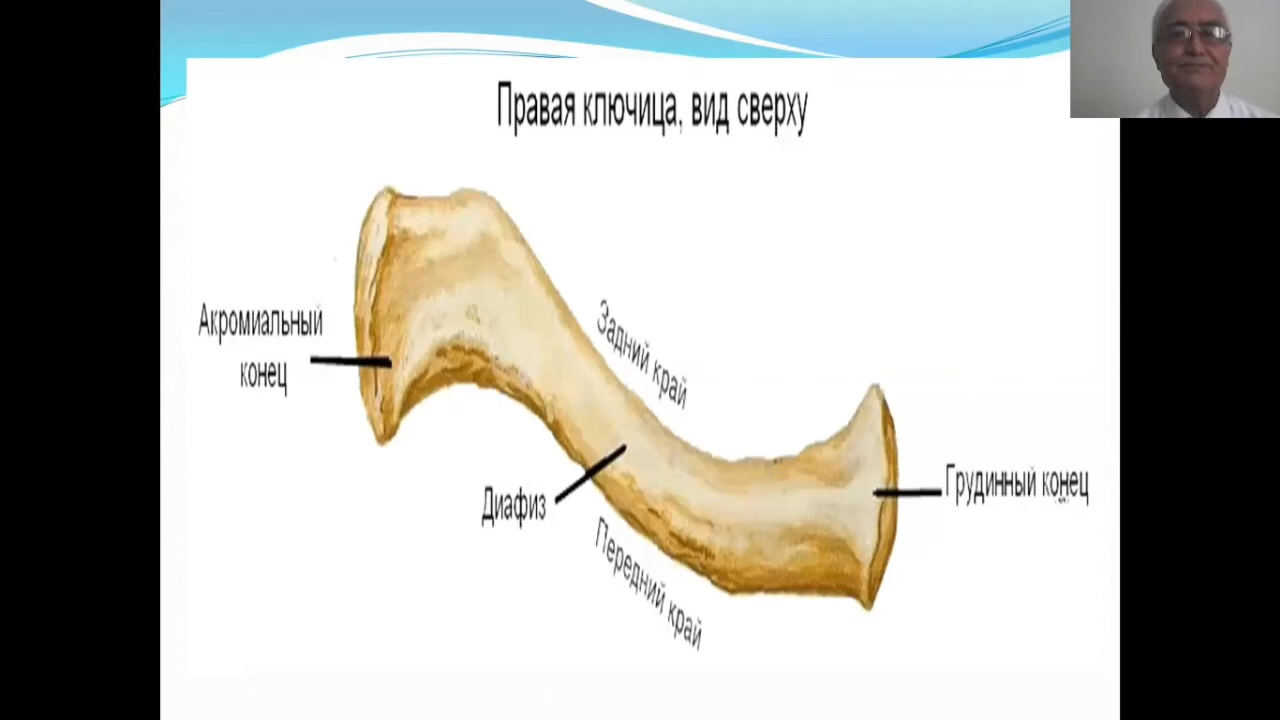 Правая ключица, вид сверху
Акромиальный
конец
Задний край
Диафиз
Передний край
Грудинный конец